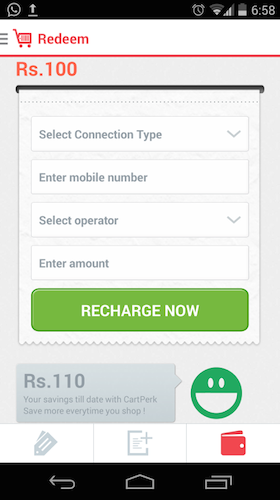 6:58
Redeem
Rs.100
Select Connection Type
Enter mobile number
Select operator
Enter amount
RECHARGE NOW
Rs.110
Your savings till date with CartPerk
Save more everytime you shop !